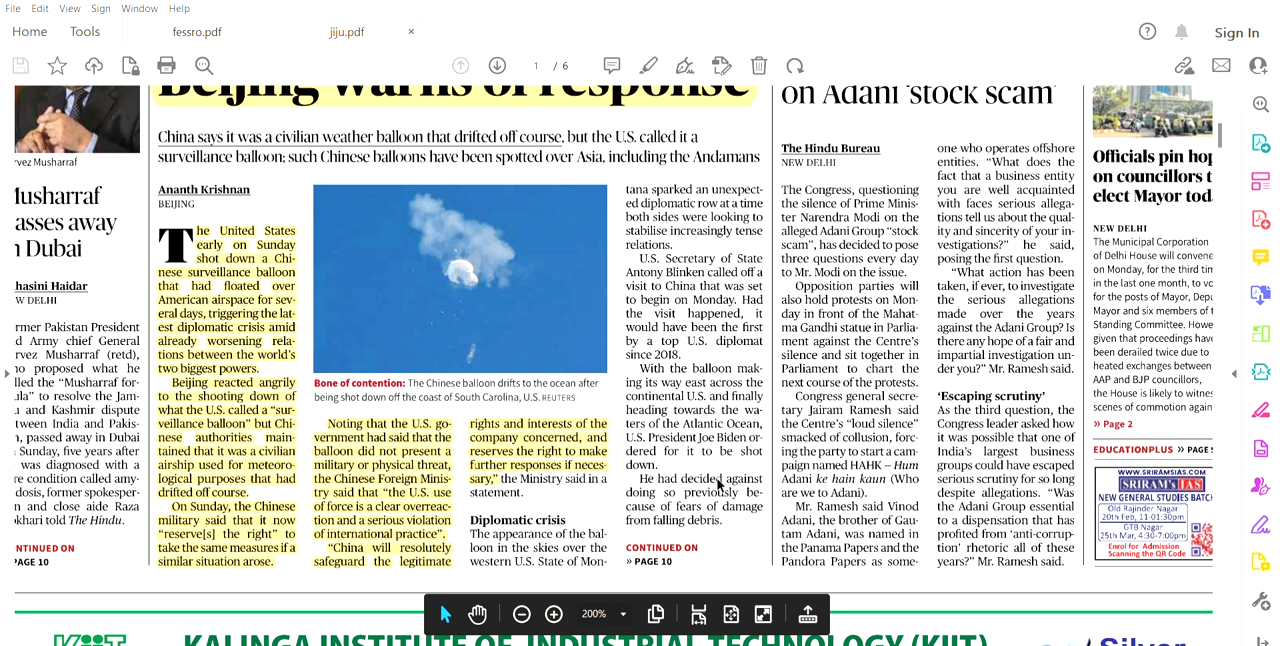 File Edit View Sign Window Help
Home Tools fessro.pdf jiju.pdf ×
Sign In
1 / 6
Beijing warns of response
China says it was a civilian weather balloon that drifted off course, but the U.S. called it a
surveillance balloon; such Chinese balloons have been spotted over Asia, including the Andamans
on Adani 'stock scam'
rvez Musharraf
lusharraf
asses away
n Dubai
hasini Haidar
W DELHI
rmer Pakistan President
d Army chief General
rvez Musharraf (retd),
no proposed what he
lled the “Musharraf for-
ula” to resolve the Jam-
u and Kashmir dispute
tween India and Pakis-
n, passed away in Dubai
Sunday, five years after
was diagnosed with a
re condition called amy-
dosis, former spokesper-
n and close aide Raza
okhari told The Hindu.
NTINUED ON
PAGE 10
Ananth Krishnan
BEIJING
The United States
early on Sunday
shot down a Chi-
nese surveillance balloon
that had floated over
American airspace for sev-
eral days, triggering the lat-
est diplomatic crisis amid
already worsening rela-
tions between the world's
two biggest powers.
Beijing reacted angrily
to the shooting down of
what the U.S. called a “sur-
veillance balloon” but Chi-
nese authorities main-
tained that it was a civilian
airship used for meteoro-
logical purposes that had
drifted off course.
On Sunday, the Chinese
military said that it now
“reserve[s] the right” to
take the same measures if a
similar situation arose.
Bone of contention: The Chinese balloon drifts to the ocean after
being shot down off the coast of South Carolina, U.S. REUTERS
Noting that the U.S. go-
vernment had said that the
balloon did not present a
military or physical threat,
the Chinese Foreign Minis-
try said that “the U.S. use
of force is a clear overreac-
tion and a serious violation
of international practice”.
“China will resolutely
safeguard the legitimate
rights and interests of the
company concerned, and
reserves the right to make
further responses if neces-
sary,” the Ministry said in a
statement.
Diplomatic crisis
The appearance of the bal-
loon in the skies over the
western U.S. State of Mon-
tana sparked an unexpect-
ed diplomatic row at a time
both sides were looking to
stabilise increasingly tense
relations.
U.S. Secretary of State
Antony Blinken called off a
visit to China that was set
to begin on Monday. Had
the visit happened, it
would have been the first
by a top U.S. diplomat
since 2018.
With the balloon mak-
ing its way east across the
continental U.S. and finally
heading towards the wa-
ters of the Atlantic Ocean,
U.S. President Joe Biden or-
dered for it to be shot
down.
He had decided against
doing so previously be-
cause of fears of damage
from falling debris.
CONTINUED ON
» PAGE 10
The Hindu Bureau
NEW DELHI
The Congress, questioning
the silence of Prime Minis-
ter Narendra Modi on the
alleged Adani Group “stock
scam”, has decided to pose
three questions every day
to Mr. Modi on the issue.
Opposition parties will
also hold protests on Mon-
day in front of the Mahat-
ma Gandhi statue in Parlia-
ment against the Centre's
silence and sit together in
Parliament to chart the
next course of the protests.
Congress general secre-
tary Jairam Ramesh said
the Centre's “loud silence”
smacked of collusion, forc-
ing the party to start a cam-
paign named HAHK – Hum
Adani ke hain kaun (Who
are we to Adani).
Mr. Ramesh said Vinod
Adani, the brother of Gau-
tam Adani, was named in
the Panama Papers and the
Pandora Papers as some-
one who operates offshore
entities. “What does the
fact that a business entity
you are well acquainted
with faces serious allega-
tions tell us about the qual-
ity and sincerity of your in-
vestigations?” he said,
posing the first question.
“What action has been
taken, if ever, to investigate
the serious allegations
made over the years
against the Adani Group? Is
there any hope of a fair and
impartial investigation un-
der you?” Mr. Ramesh said.
‘Escaping scrutiny’
As the third question, the
Congress leader asked how
it was possible that one of
India's largest business
groups could have escaped
serious scrutiny for so long
despite allegations. “Was
the Adani Group essential
to a dispensation that has
profited from ‘anti-corrup-
tion’ rhetoric all of these
years?” Mr. Ramesh said.
Officials pin hop
on councillors t
elect Mayor tod
NEW DELHI
The Municipal Corporation
of Delhi House will convene
on Monday, for the third tim
in the last one month, to vo
for the posts of Mayor, Depu
Mayor and six members of t
Standing Committee. Howe
given that proceedings have
been derailed twice due to
heated exchanges between
AAP and BJP councillors,
the House is likely to witnes
scenes of commotion again
» Page 2
EDUCATIONPLUS » PAGE
WWW.SRIRAMSIAS.COM
SRIRAM'S IAS
NEW GENERAL STUDIES BATCH
Old Rajinder Nagar
20th Feb, 11-01:30pm
GTB Nagar
25th Mar, 4:30-7:00pm
Enrol for Admission
Scanning the QR Code
200%
KIIT KALINGA INSTITUTE OF INDUSTRIAL TECHNOLOGY (KIIT) Silver